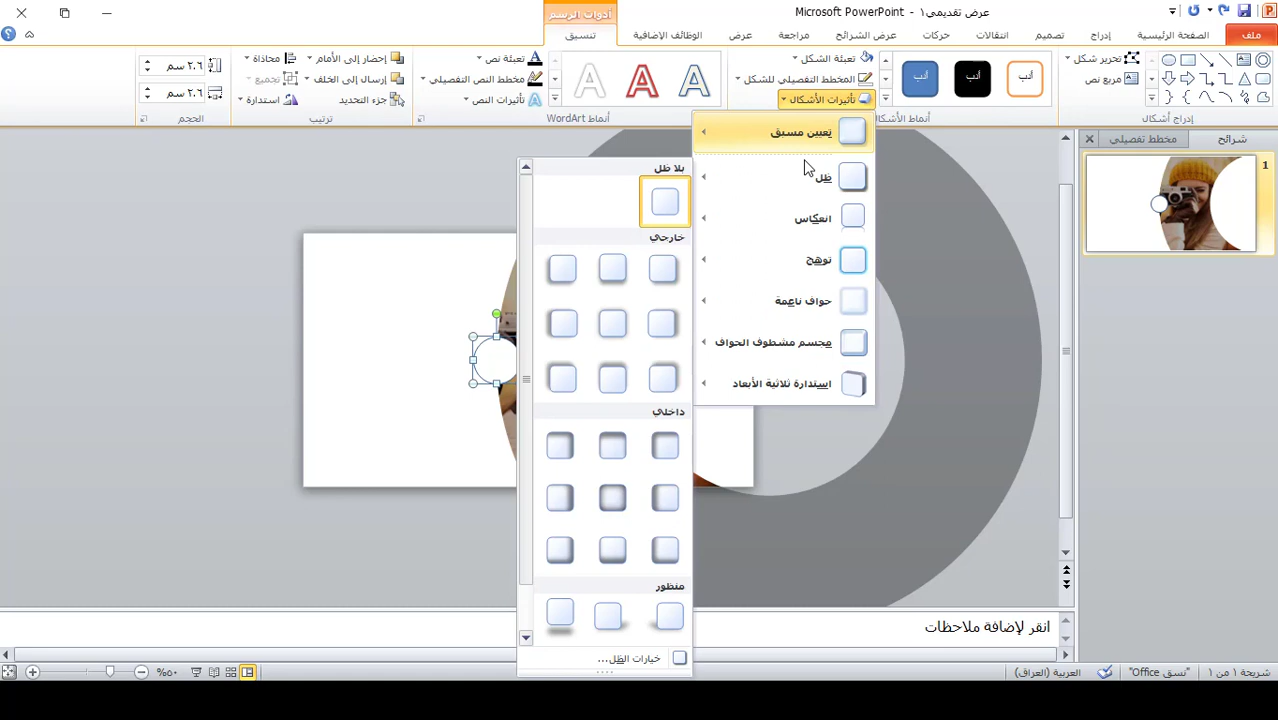 عرض تقديمي١ - Microsoft PowerPoint
أدوات الرسم
ملف
الصفحة الرئيسية
إدراج
تصميم
انتقالات
حركات
عرض الشرائح
مراجعة
عرض
الوظائف الإضافية
تنسيق
تحرير شكل
مربع نص
إدراج أشكال
أنب
أنب
أنب
أنماط الأشكال
تعبئة الشكل
المخطط التفصيلي للشكل
تأثيرات الأشكال
A
A
A
أنماط WordArt
تعبئة نص
مخطط النص التفصيلي
تأثيرات النص
إحضار إلى الأمام
إرسال إلى الخلف
جزء التحديد
محاذاة
تجميع
استدارة
ترتيب
٢.٦ سم
٢.٦ سم
الحجم
شرائح
مخطط تفصيلي
1
تعيين مسبق
ظل
انعكاس
توهج
حواف ناعمة
مجسم مشطوف الحواف
استدارة ثلاثية الأبعاد
بلا ظل
خارجي
داخلي
منظور
خيارات الظل...
انقر لإضافة ملاحظات
شريحة ١ من ١
"نسق Office"
العربية (العراق)
٥٠%